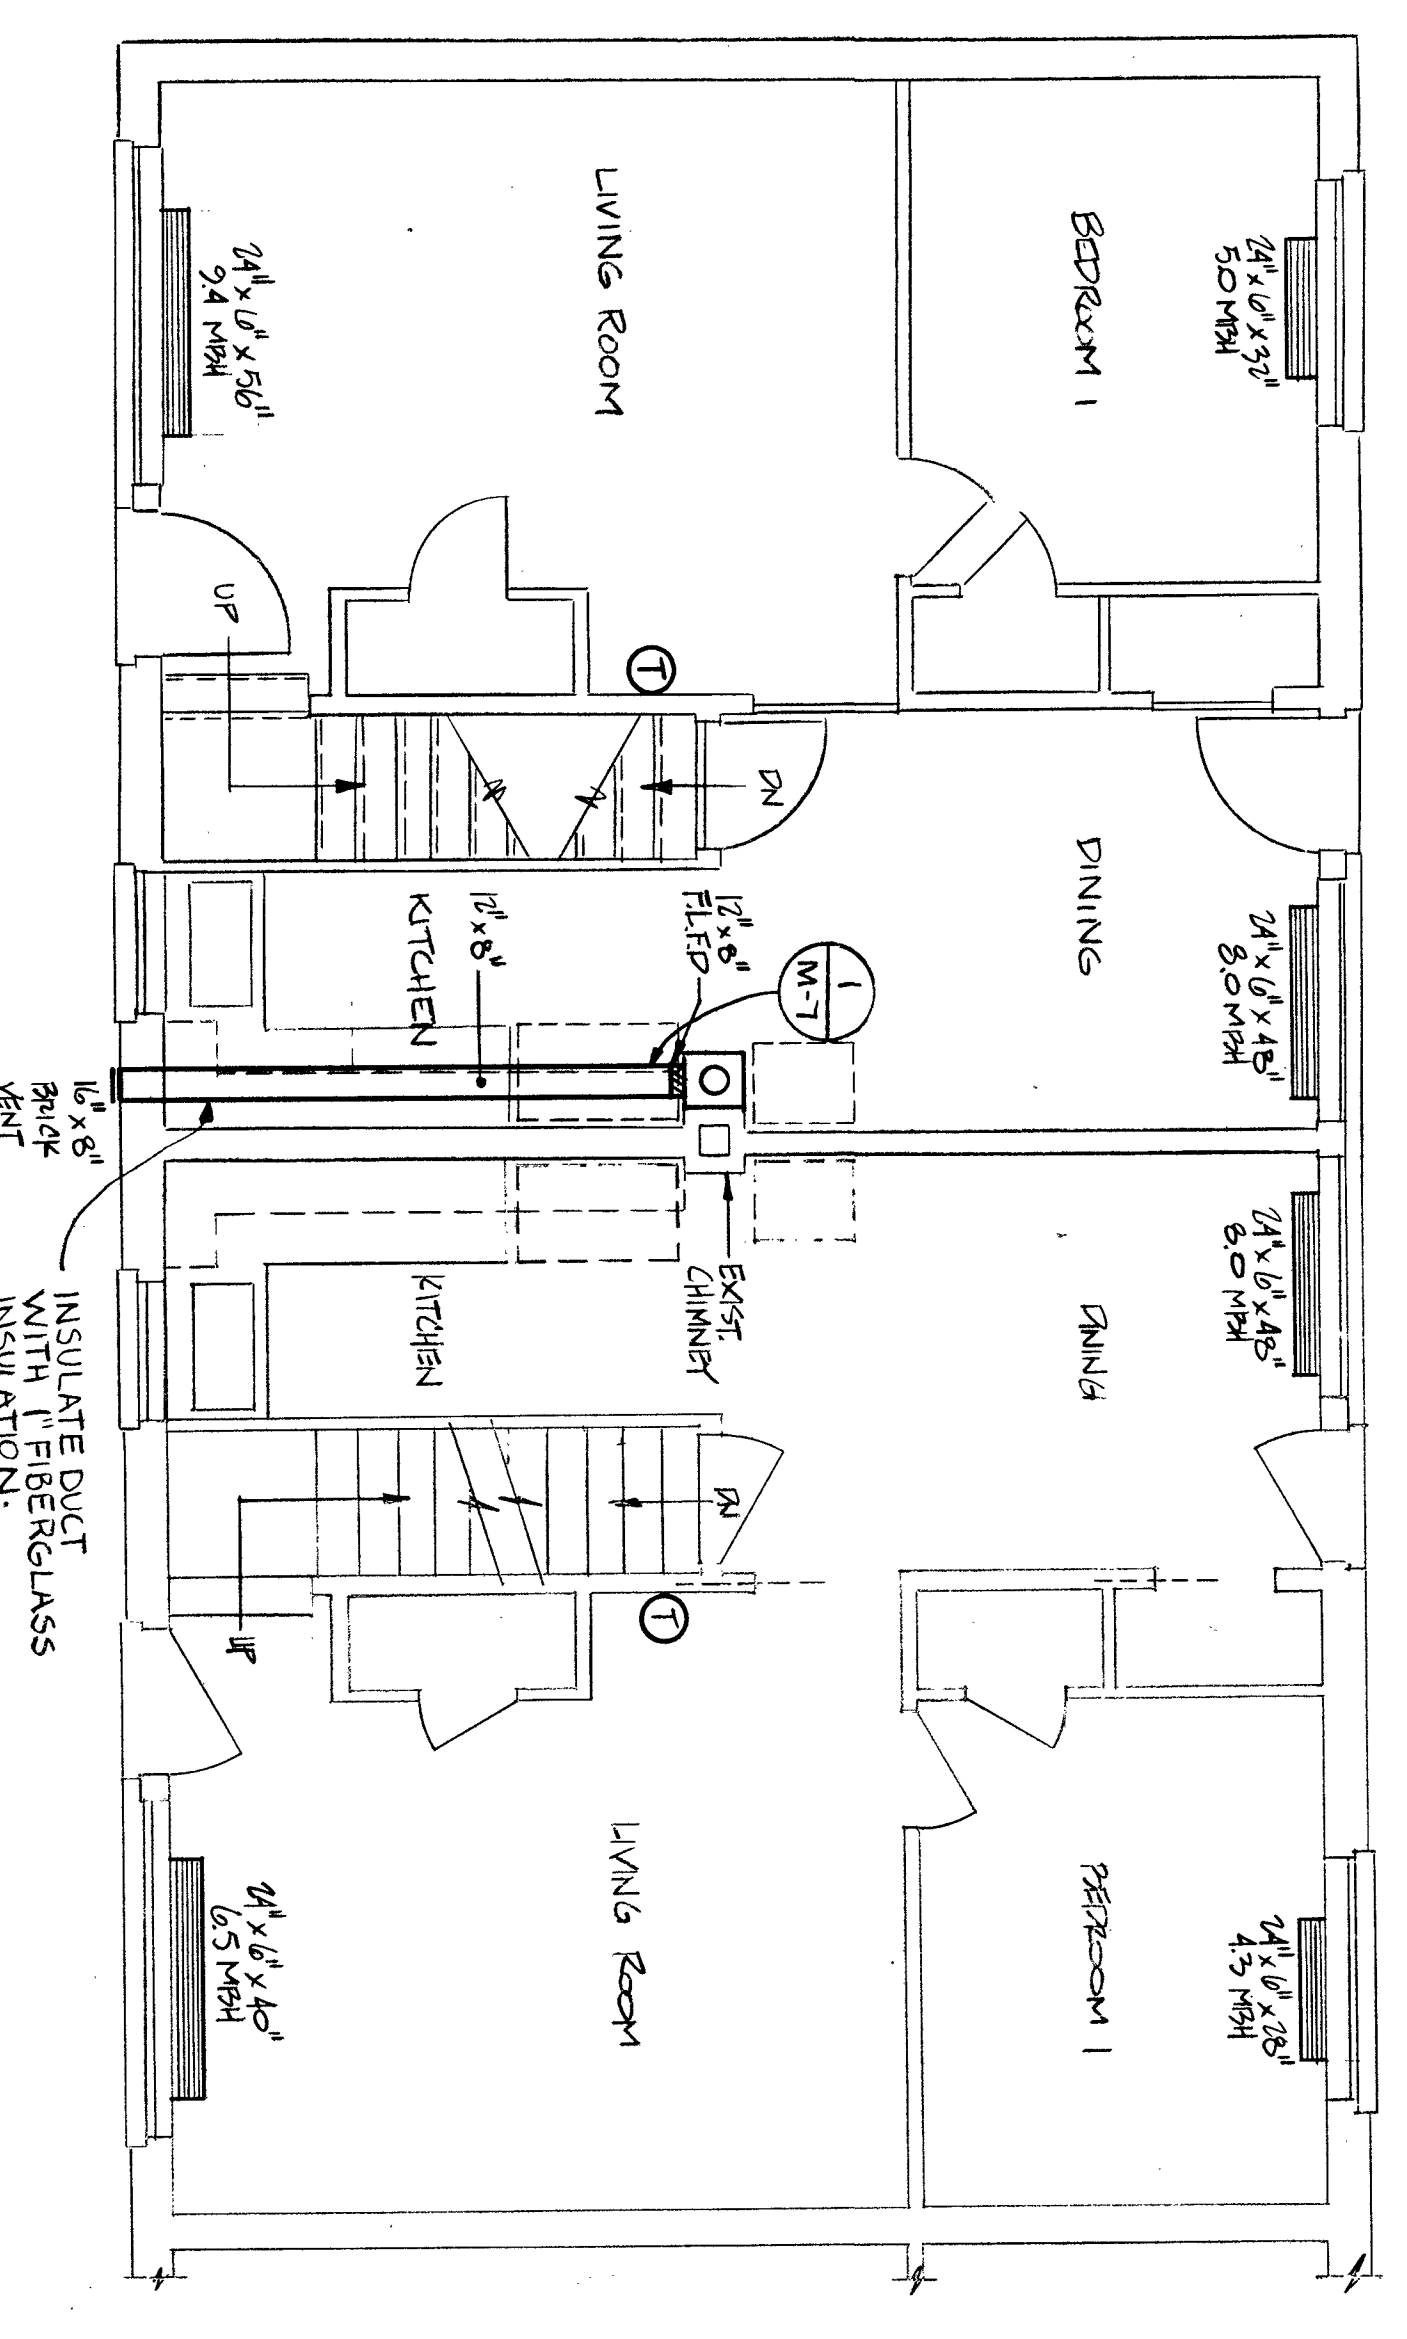 BEDROOM 1
24" x 6" x 32"
5.0 MBH
LIVING ROOM
24" x 6" x 56"
9.4 MBH
UP
T
DN
DINING
24" x 6" x 48"
8.0 MBH
KITCHEN
12" x 8"
12" x 8"
F.L.F.D
1
M-7
16" x 8"
BRICK
VENT
24" x 6" x 48"
8.0 MBH
DINING
EXIST.
CHIMNEY
KITCHEN
INSULATE DUCT
WITH 1" FIBERGLASS
INSULATION.
DN
UP
T
BEDROOM 1
24" x 6" x 28"
4.3 MBH
LIVING ROOM
24" x 6" x 40"
6.5 MBH